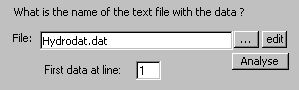 What is the name of the text file with the data ?
File: Hydrodat.dat ... edit
Analyse
First data at line: 1